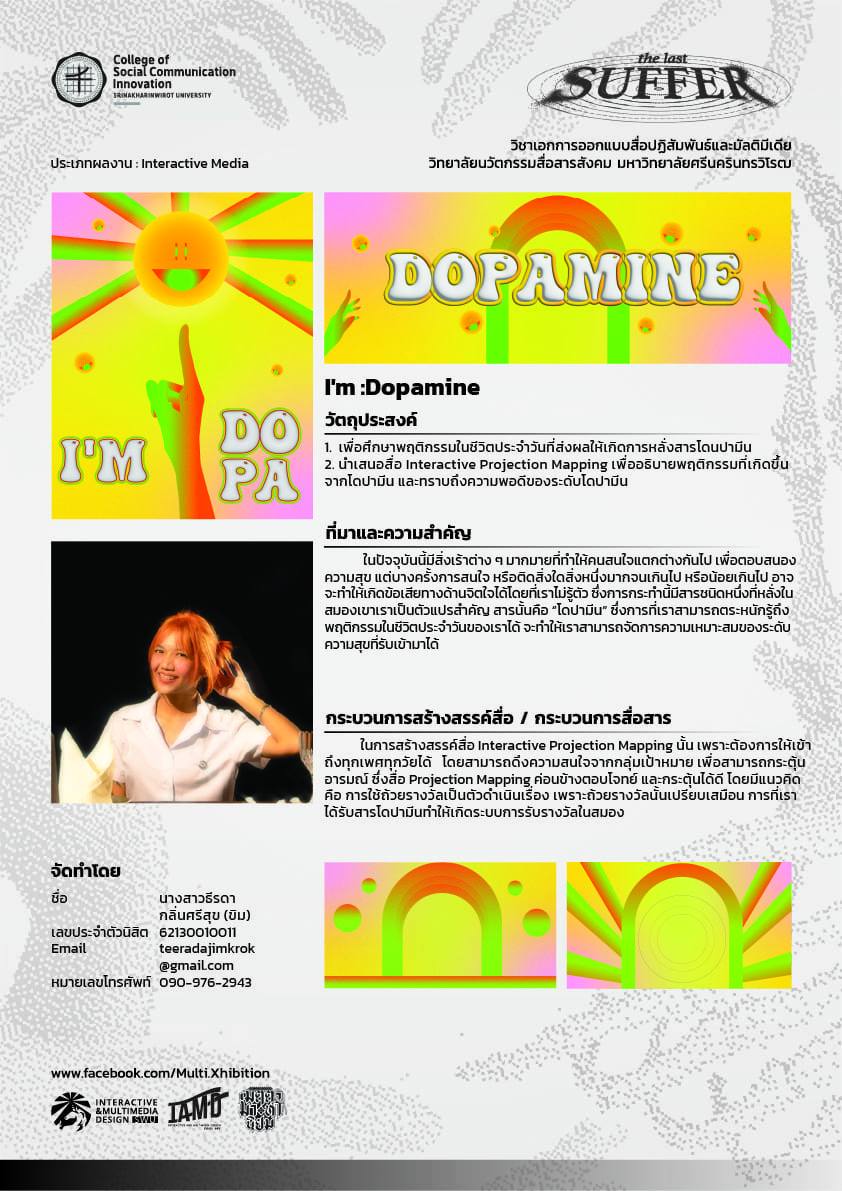 College of
Social Communication
Innovation
SRINAKHARINWIROT UNIVERSITY
the last
SUFFER
วิชาเอกการออกแบบสื่อปฏิสัมพันธ์และมัลติมีเดีย
ประเภทผลงาน : Interactive Media
วิทยาลัยนวัตกรรมสื่อสารสังคม มหาวิทยาลัยศรีนครินทรวิโรฒ
I'M
DO
PA
DOPAMINE
I'm :Dopamine
วัตถุประสงค์
1. เพื่อศึกษาพฤติกรรมในชีวิตประจำวันที่ส่งผลให้เกิดการหลั่งสารโดนปามีน
2. นำเสนอสื่อ Interactive Projection Mapping เพื่ออธิบายพฤติกรรมที่เกิดขึ้น
จากโดปามีน และทราบถึงความพอดีของระดับโดปามีน
ที่มาและความสำคัญ
ในปัจจุบันนี้มีสิ่งเร้าต่าง ๆ มากมายที่ทำให้คนสนใจแตกต่างกันไป เพื่อตอบสนอง
ความสุข แต่บางครั้งการสนใจ หรือติดสิ่งใดสิ่งหนึ่งมากจนเกินไป หรือน้อยเกินไป อาจ
จะทำให้เกิดข้อเสียทางด้านจิตใจได้โดยที่เราไม่รู้ตัว ซึ่งการกระทำนี้มีสารชนิดหนึ่งที่หลั่งใน
สมองเขาเราเป็นตัวแปรสำคัญ สารนั้นคือ “โดปามีน” ซึ่งการที่เราสามารถตระหนักรู้ถึง
พฤติกรรมในชีวิตประจำวันของเราได้ จะทำให้เราสามารถจัดการความเหมาะสมของระดับ
ความสุขที่รับเข้ามาได้
กระบวนการสร้างสรรค์สื่อ / กระบวนการสื่อสาร
ในการสร้างสรรค์สื่อ Interactive Projection Mapping นั้น เพราะต้องการให้เข้า
ถึงทุกเพศทุกวัยได้ โดยสามารถดึงความสนใจจากกลุ่มเป้าหมาย เพื่อสามารถกระตุ้น
อารมณ์ ซึ่งสื่อ Projection Mapping ค่อนข้างตอบโจทย์ และกระตุ้นได้ดี โดยมีแนวคิด
คือ การใช้ถ้วยรางวัลเป็นตัวดำเนินเรื่อง เพราะถ้วยรางวัลนั้นเปรียบเสมือน การที่เรา
ได้รับสารโดปามีนทำให้เกิดระบบการรับรางวัลในสมอง
จัดทำโดย
ชื่อ นางสาวธีรดา
กลิ่นศรีสุข (ขิม)
เลขประจำตัวนิสิต 62130010011
Email teeradajimkrok
@gmail.com
หมายเลขโทรศัพท์ 090-976-2943
www.facebook.com/Multi.Xhibition
INTERACTIVE
&MULTIMEDIA
DESIGN SWU
IAMD